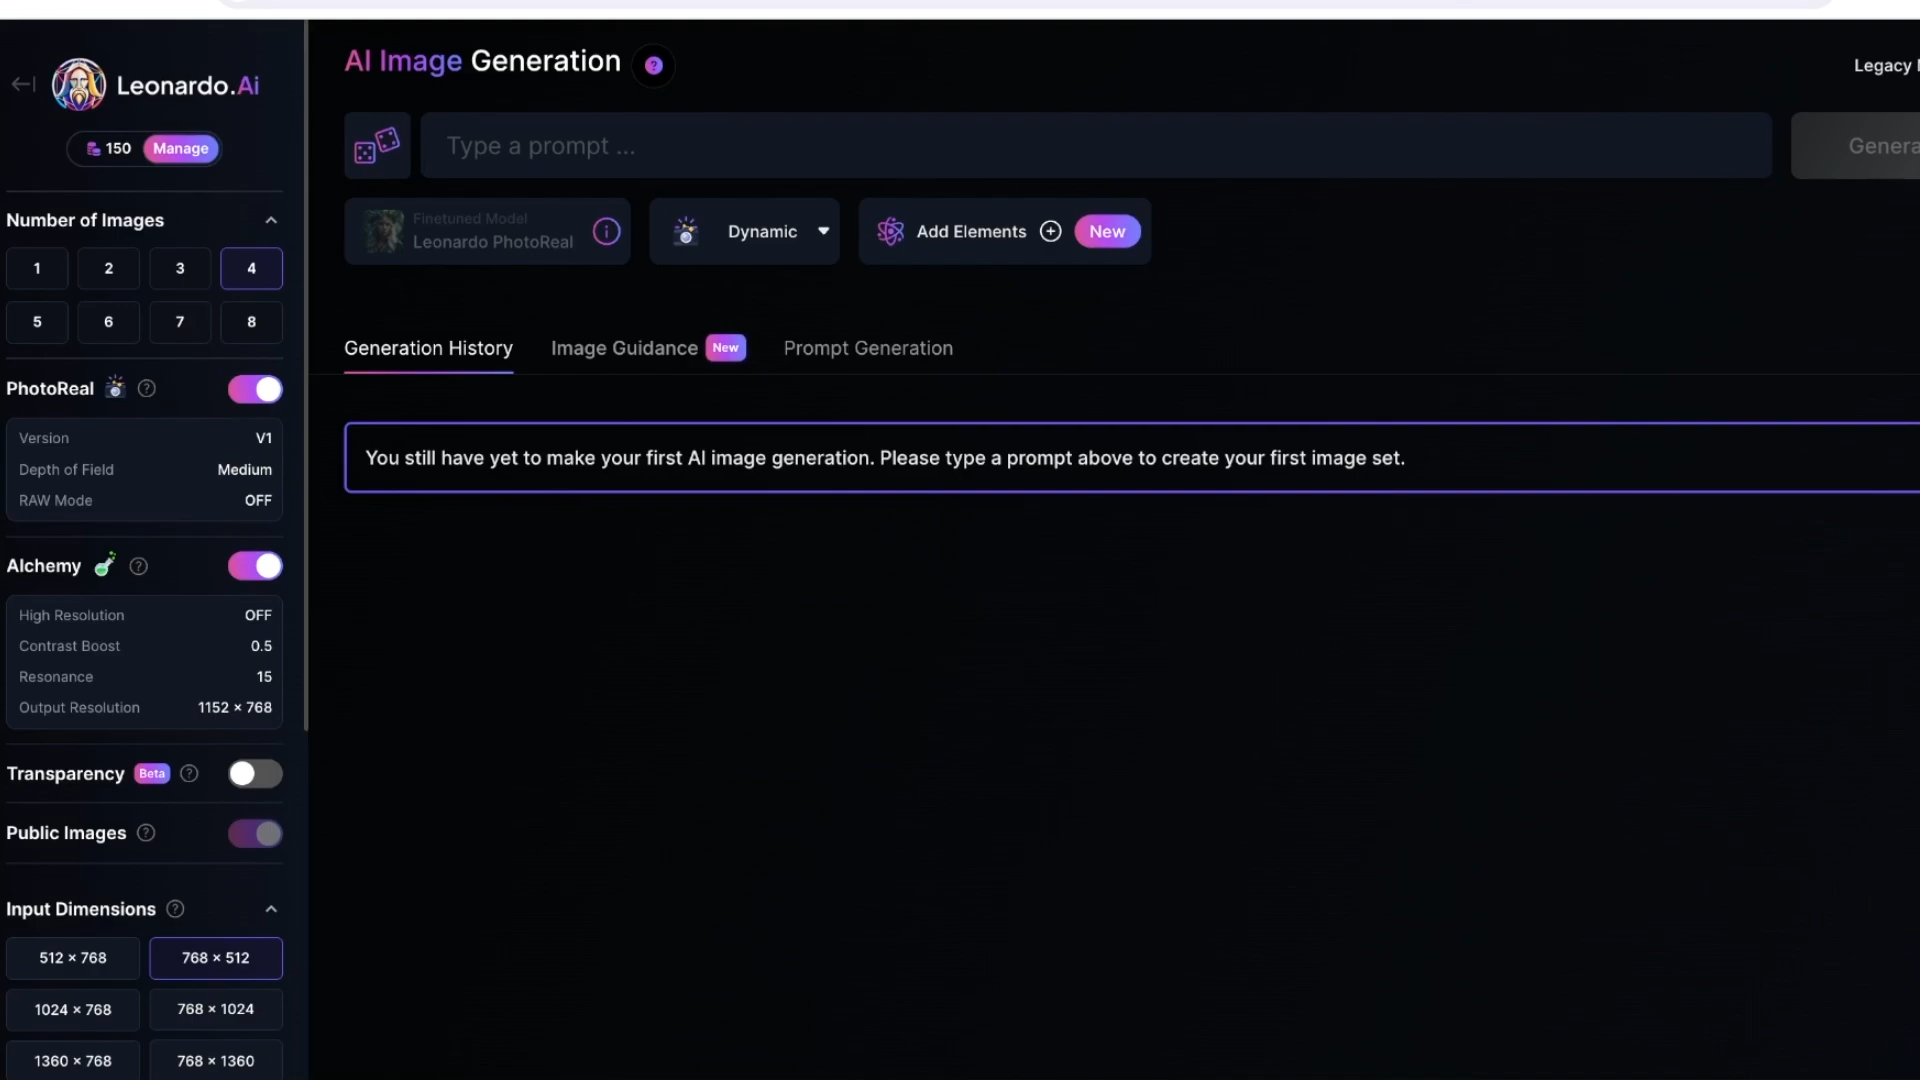 Leonardo.Ai
150 Manage
Number of Images
1 2 3 4
5 6 7 8
PhotoReal
Version V1
Depth of Field Medium
RAW Mode OFF
Alchemy
High Resolution OFF
Contrast Boost 0.5
Resonance 15
Output Resolution 1152 × 768
Transparency Beta
Public Images
Input Dimensions
512 × 768 768 × 512
1024 × 768 768 × 1024
1360 × 768 768 × 1360
AI Image Generation
Legacy
Type a prompt ...
Genera
Finetuned Model
Leonardo PhotoReal
Dynamic
Add Elements New
Generation History Image Guidance New Prompt Generation
You still have yet to make your first AI image generation. Please type a prompt above to create your first image set.